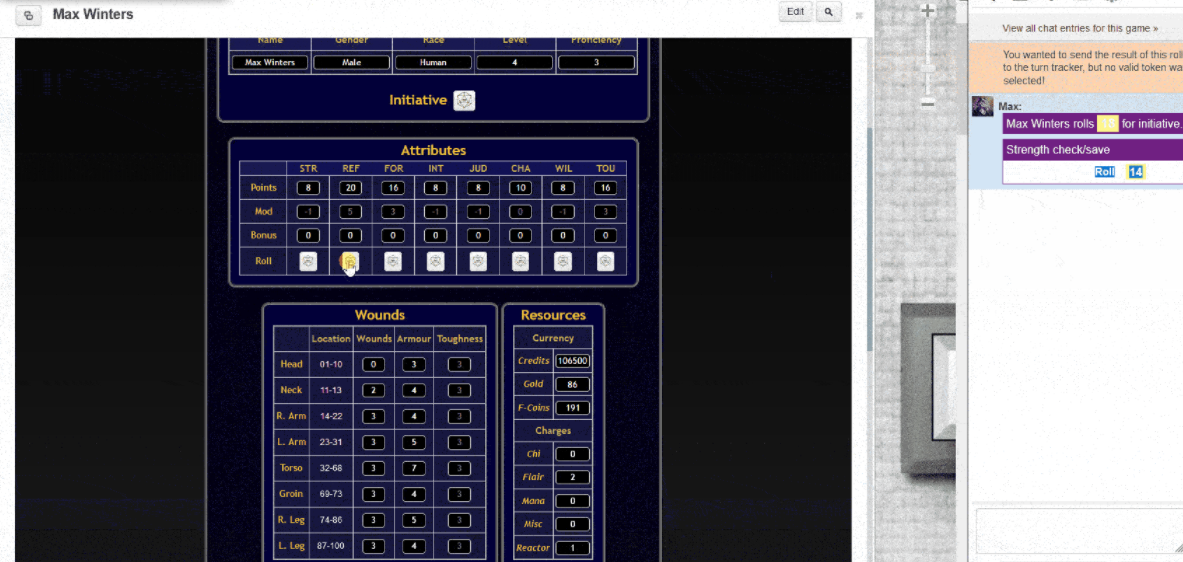 Max Winters
Edit
Name Gender Race Level Proficiency
Max Winters Male Human 4 3
Initiative
Attributes
STR REF FOR INT JUD CHA WIL TOU
Points 8 20 16 8 8 10 8 16
Mod -1 5 3 -1 -1 0 -1 3
Bonus 0 0 0 0 0 0 0 0
Roll
Wounds
Location Wounds Armour Toughness
Head 01-10 0 3 3
Neck 11-13 2 4 3
R. Arm 14-22 3 4 3
L. Arm 23-31 3 5 3
Torso 32-68 3 7 3
Groin 69-73 3 4 3
R. Leg 74-86 3 5 3
L. Leg 87-100 3 4 3
Resources
Currency
Credits 106500
Gold 86
F-Coins 191
Charges
Chi 0
Flair 2
Mana 0
Misc 0
Reactor 1
View all chat entries for this game »
You wanted to send the result of this roll
to the turn tracker, but no valid token wa
selected!
Max:
Max Winters rolls for initiative.
Strength check/save
Roll 14